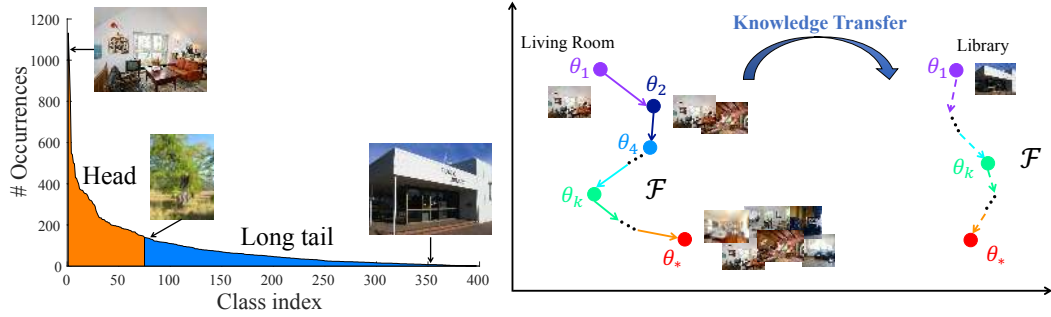 # Occurrences
1200
1000
800
600
400
200
0
Head
Long tail
0
50
100
150
200
250
300
350
400
Class index
Knowledge Transfer
Living Room
θ₁
θ₂
θ₄
θₖ
ℱ
θ*
Library
θ₁
θₖ
ℱ
θ*